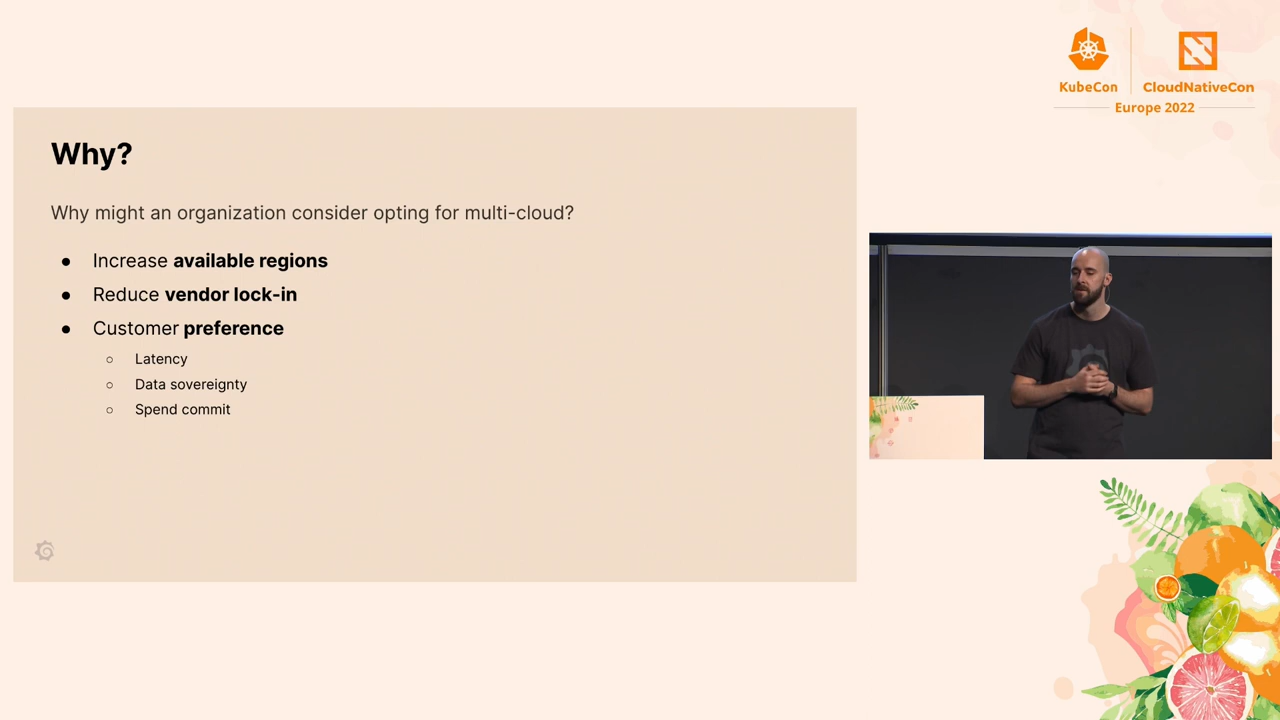 KubeCon
CloudNativeCon
Europe 2022
Why?
Why might an organization consider opting for multi-cloud?
● Increase available regions
● Reduce vendor lock-in
● Customer preference
○ Latency
○ Data sovereignty
○ Spend commit